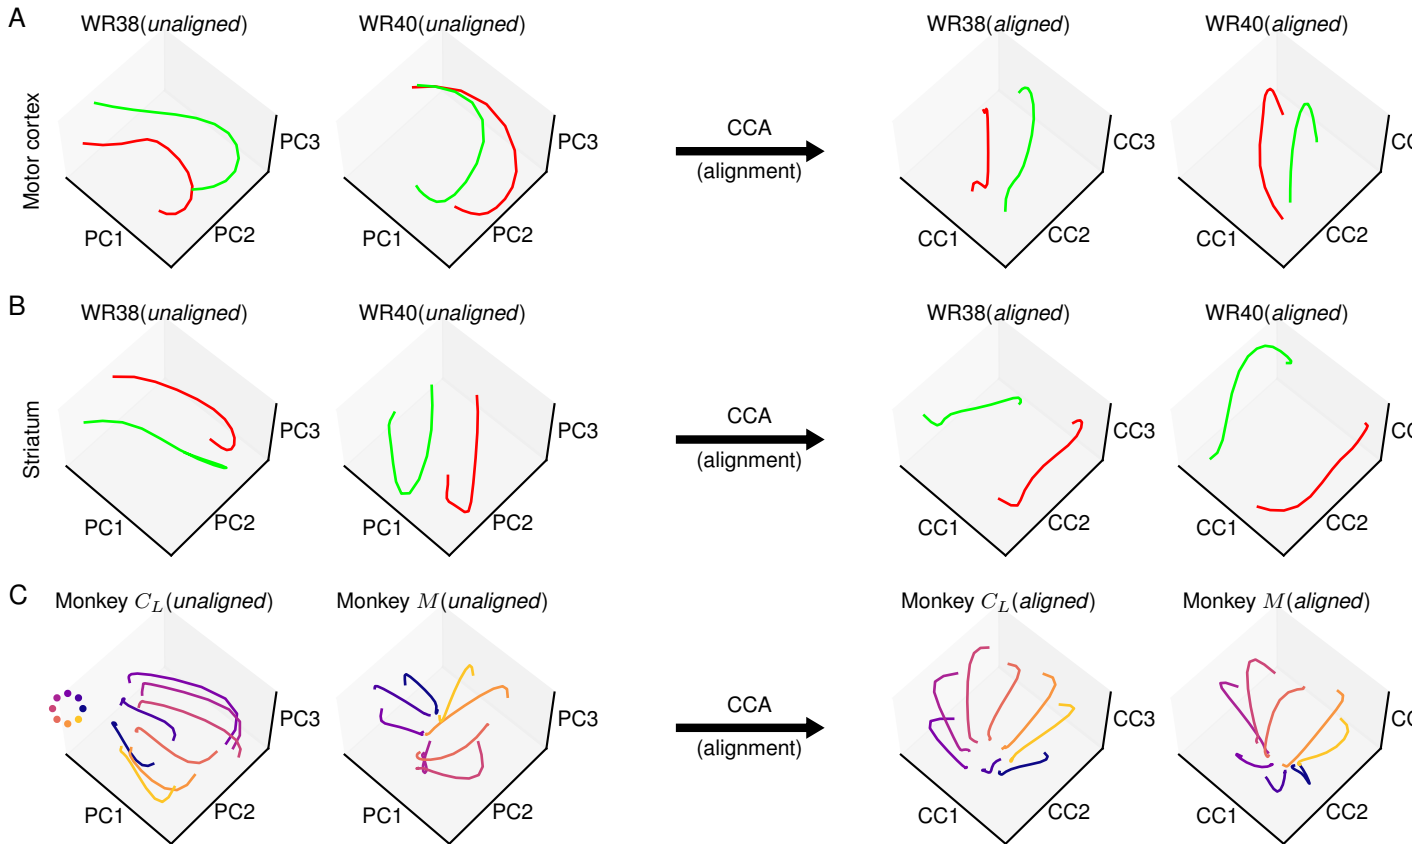 A
WR38(unaligned)
WR40(unaligned)
WR38(aligned)
WR40(aligned)
Motor cortex
PC1
PC2
PC3
PC1
PC2
PC3
CCA
(alignment)
CC1
CC2
CC3
CC1
CC2
CC
B
WR38(unaligned)
WR40(unaligned)
WR38(aligned)
WR40(aligned)
Striatum
PC1
PC2
PC3
PC1
PC2
PC3
CCA
(alignment)
CC1
CC2
CC3
CC1
CC2
CC
C
Monkey C_L(unaligned)
Monkey M(unaligned)
Monkey C_L(aligned)
Monkey M(aligned)
PC1
PC2
PC3
PC1
PC2
PC3
CCA
(alignment)
CC1
CC2
CC3
CC1
CC2
CC